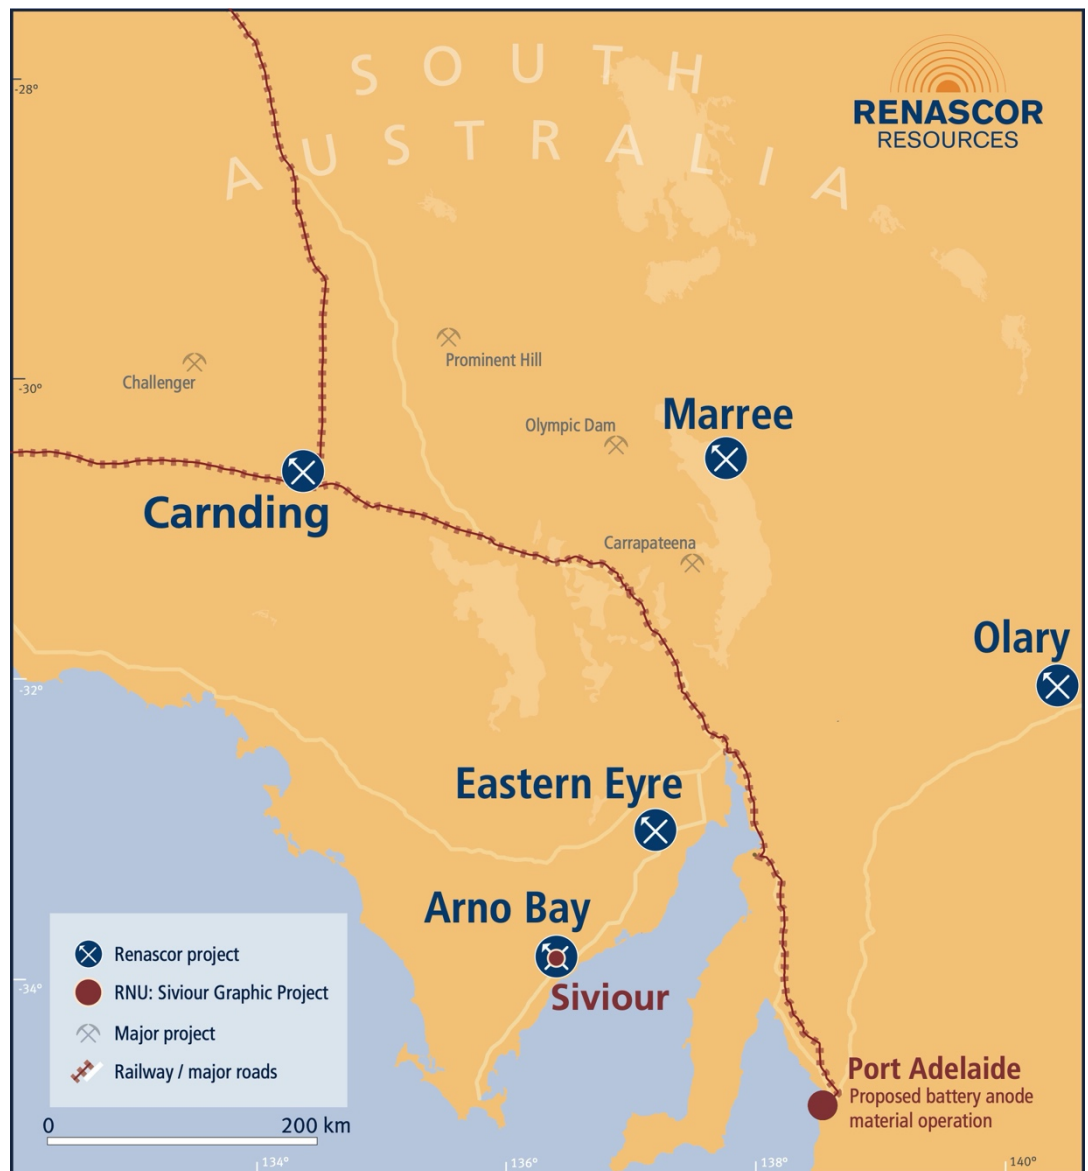 SOUTH
AUSTRALIA
RENASCOR
RESOURCES
-28°
Prominent Hill
Challenger
-30°
Marree
Olympic Dam
Carnding
Carrapateena
Olary
-32°
Eastern Eyre
Arno Bay
Siviour
-34°
Renascor project
RNU: Siviour Graphic Project
Major project
Railway / major roads
Port Adelaide
Proposed battery anode
material operation
0 200 km
134° 136° 138° 140°